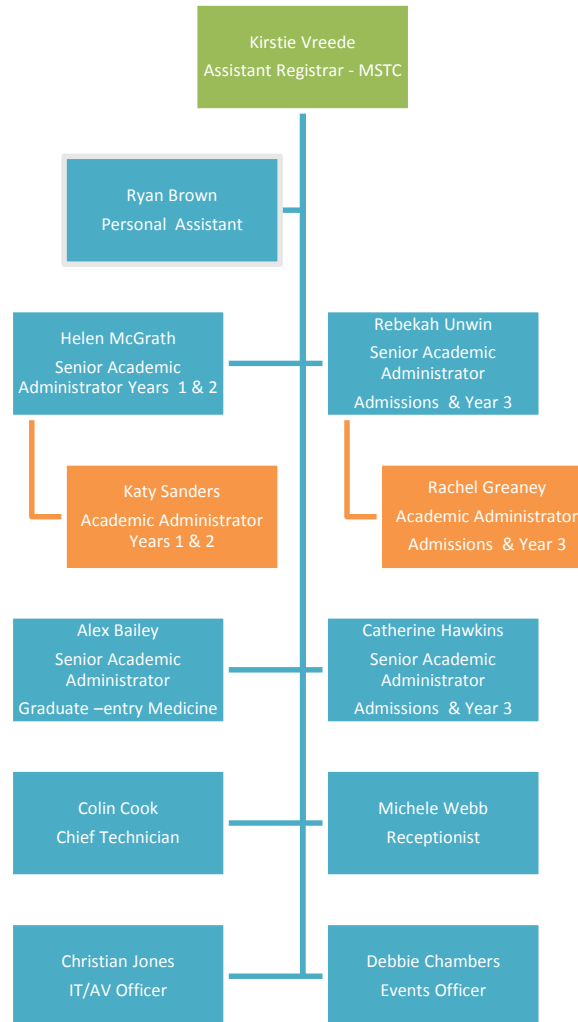 Kirstie Vreede
Assistant Registrar - MSTC
Ryan Brown
Personal Assistant
Helen McGrath
Senior Academic
Administrator Years 1 & 2
Rebekah Unwin
Senior Academic
Administrator
Admissions & Year 3
Katy Sanders
Academic Administrator
Years 1 & 2
Rachel Greaney
Academic Administrator
Admissions & Year 3
Alex Bailey
Senior Academic
Administrator
Graduate –entry Medicine
Catherine Hawkins
Senior Academic
Administrator
Admissions & Year 3
Colin Cook
Chief Technician
Michele Webb
Receptionist
Christian Jones
IT/AV Officer
Debbie Chambers
Events Officer